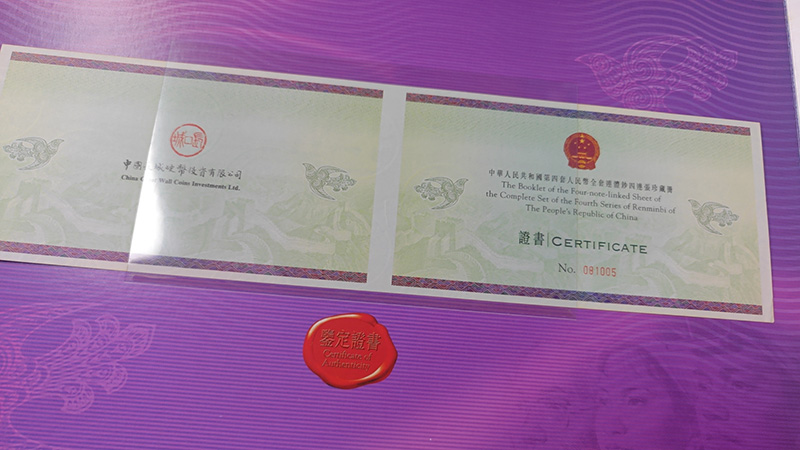 中國長城硬幣投資有限公司
China Great Wall Coins Investments Ltd.
中華人民共和國第四套人民幣全套連體鈔四連張珍藏冊
The Booklet of the Four-note-linked Sheet of
the Complete Set of the Fourth Series of Renminbi of
The People's Republic of China
證書 | CERTIFICATE
No. 081005
鑒定證書
Certificate of
Authenticity